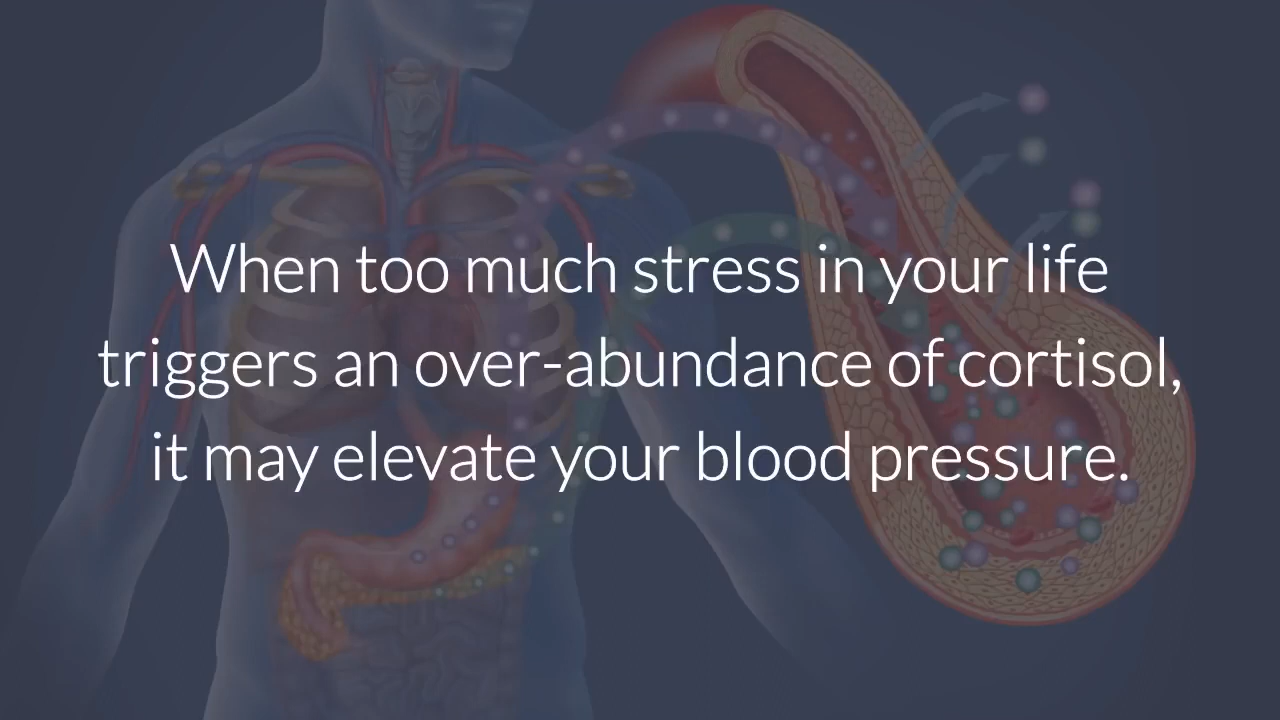 When too much stress in your life
triggers an over-abundance of cortisol,
it may elevate your blood pressure.